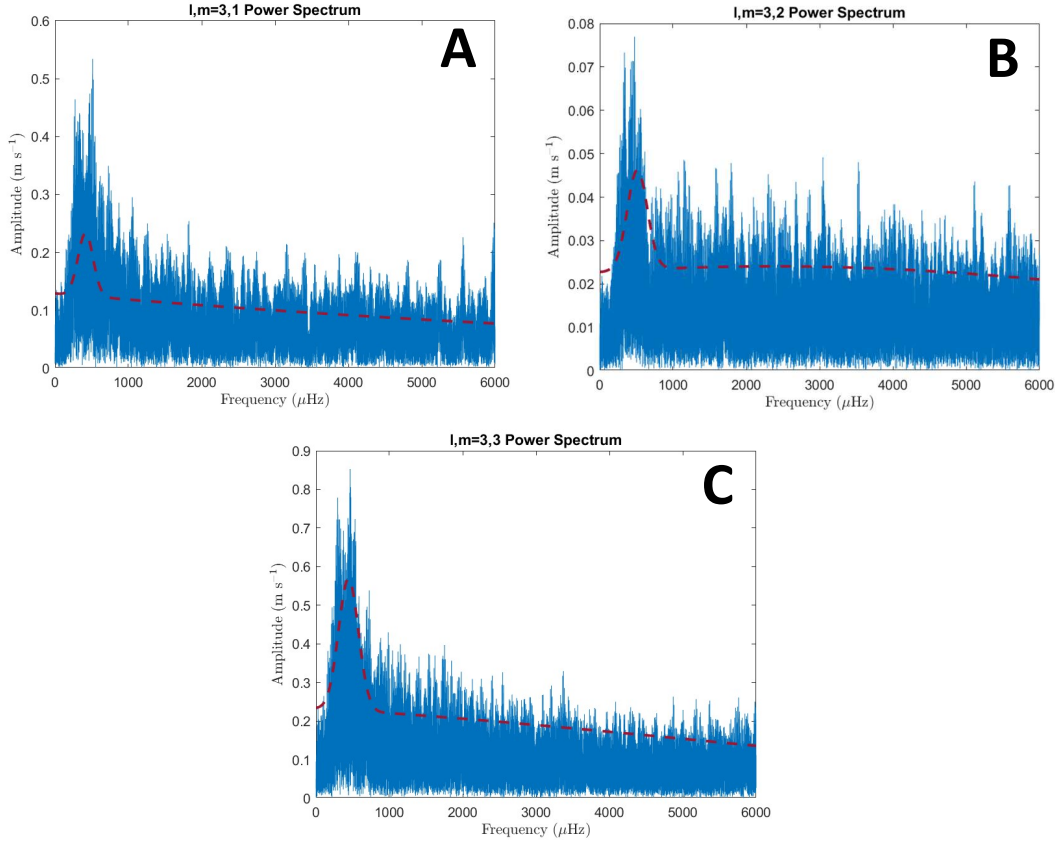 l,m=3,1 Power Spectrum
A
0.6
0.5
0.4
0.3
0.2
0.1
0
Amplitude (m s⁻¹)
0 1000 2000 3000 4000 5000 6000
Frequency (μHz)
l,m=3,2 Power Spectrum
B
0.08
0.07
0.06
0.05
0.04
0.03
0.02
0.01
0
Amplitude (m s⁻¹)
0 1000 2000 3000 4000 5000 6000
Frequency (μHz)
l,m=3,3 Power Spectrum
C
0.9
0.8
0.7
0.6
0.5
0.4
0.3
0.2
0.1
0
Amplitude (m s⁻¹)
0 1000 2000 3000 4000 5000 6000
Frequency (μHz)